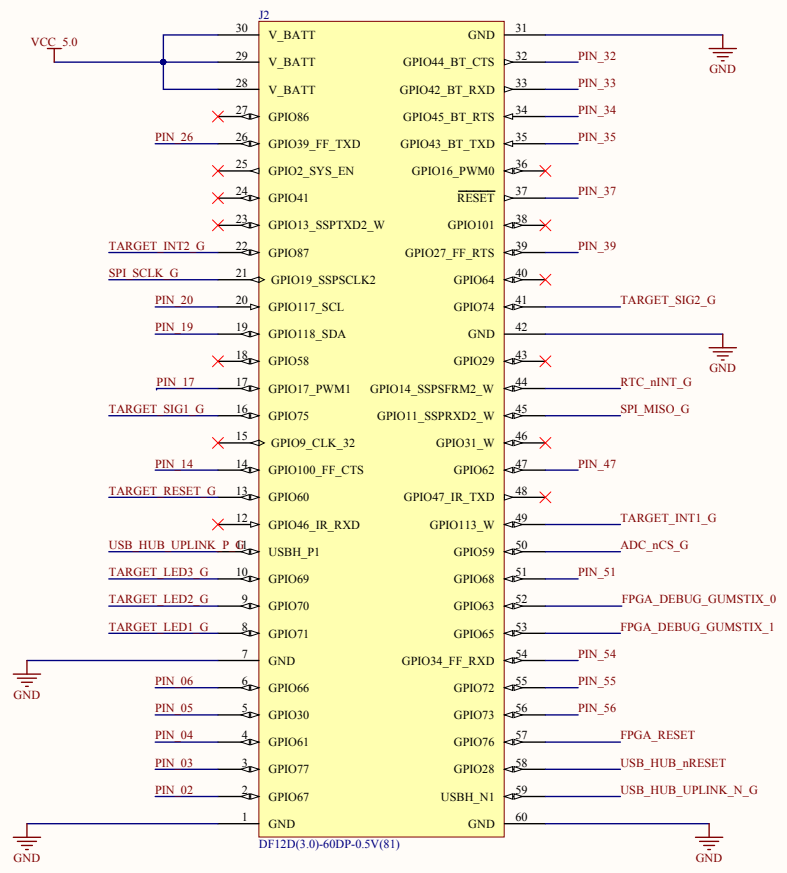 J2
VCC_5.0
30 V_BATT GND 31
GND
29 V_BATT GPIO44_BT_CTS 32 PIN_32
28 V_BATT GPIO42_BT_RXD 33 PIN_33
27 GPIO86 GPIO45_BT_RTS 34 PIN_34
PIN_26 26 GPIO39_FF_TXD GPIO43_BT_TXD 35 PIN_35
25 GPIO2_SYS_EN GPIO16_PWM0 36
24 GPIO41 RESET 37 PIN_37
23 GPIO13_SSPTXD2_W GPIO101 38
TARGET_INT2_G 22 GPIO87 GPIO27_FF_RTS 39 PIN_39
SPI_SCLK_G 21 GPIO19_SSPSCLK2 GPIO64 40
PIN_20 20 GPIO117_SCL GPIO74 41 TARGET_SIG2_G
PIN_19 19 GPIO118_SDA GND 42
GND
18 GPIO58 GPIO29 43
PIN_17 17 GPIO17_PWM1 GPIO14_SSPSFRM2_W 44 RTC_nINT_G
TARGET_SIG1_G 16 GPIO75 GPIO11_SSPRXD2_W 45 SPI_MISO_G
15 GPIO9_CLK_32 GPIO31_W 46
PIN_14 14 GPIO100_FF_CTS GPIO62 47 PIN_47
TARGET_RESET_G 13 GPIO60 GPIO47_IR_TXD 48
12 GPIO46_IR_RXD GPIO113_W 49 TARGET_INT1_G
USB_HUB_UPLINK_P_G 11 USBH_P1 GPIO59 50 ADC_nCS_G
TARGET_LED3_G 10 GPIO69 GPIO68 51 PIN_51
TARGET_LED2_G 9 GPIO70 GPIO63 52 FPGA_DEBUG_GUMSTIX_0
TARGET_LED1_G 8 GPIO71 GPIO65 53 FPGA_DEBUG_GUMSTIX_1
7 GND GPIO34_FF_RXD 54 PIN_54
GND
PIN_06 6 GPIO66 GPIO72 55 PIN_55
PIN_05 5 GPIO30 GPIO73 56 PIN_56
PIN_04 4 GPIO61 GPIO76 57 FPGA_RESET
PIN_03 3 GPIO77 GPIO28 58 USB_HUB_nRESET
PIN_02 2 GPIO67 USBH_N1 59 USB_HUB_UPLINK_N_G
1 GND GND 60
GND GND
DF12D(3.0)-60DP-0.5V(81)